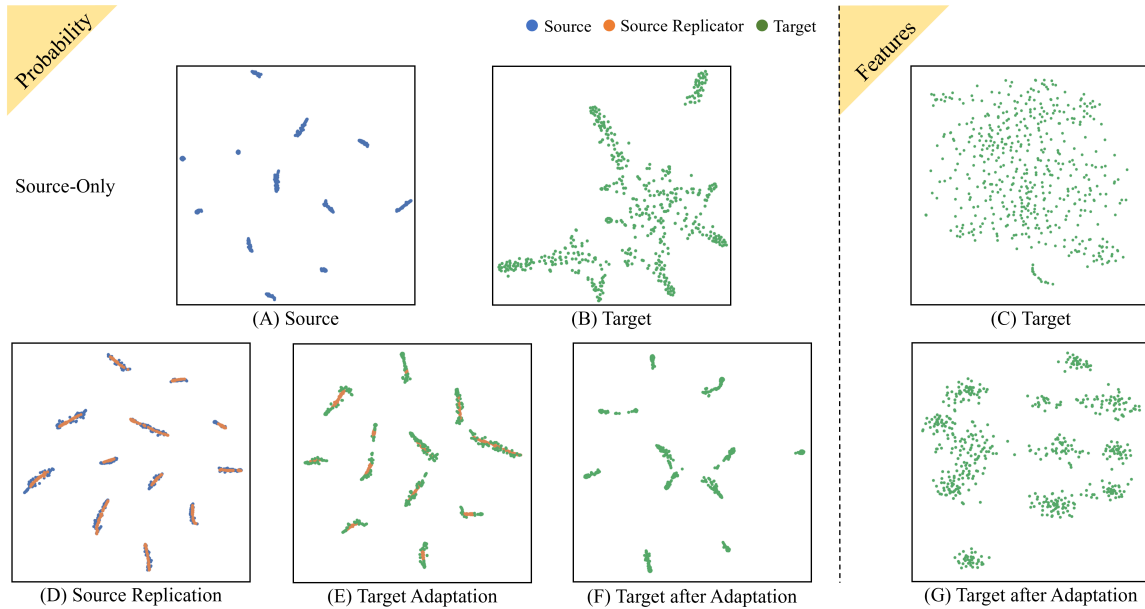 Probability
Source
Source Replicator
Target
Features
Source-Only
(A) Source
(B) Target
(C) Target
(D) Source Replication
(E) Target Adaptation
(F) Target after Adaptation
(G) Target after Adaptation